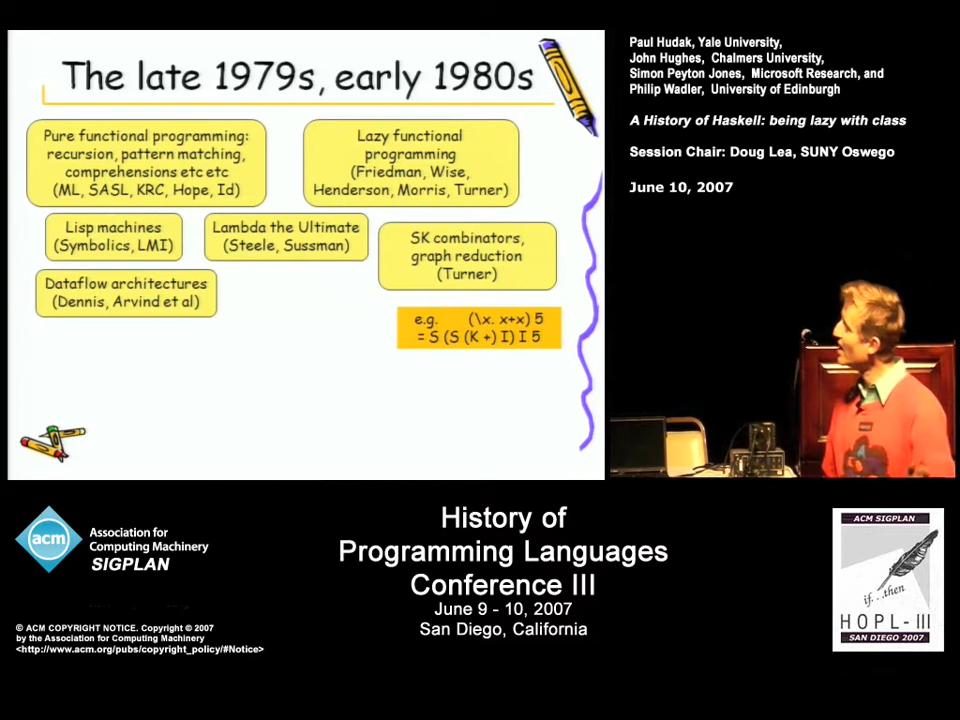 The late 1979s, early 1980s
Pure functional programming:
recursion, pattern matching,
comprehensions etc etc
(ML, SASL, KRC, Hope, Id)
Lazy functional
programming
(Friedman, Wise,
Henderson, Morris, Turner)
Lisp machines
(Symbolics, LMI)
Lambda the Ultimate
(Steele, Sussman)
SK combinators,
graph reduction
(Turner)
Dataflow architectures
(Dennis, Arvind et al)
e.g. (\x. x+x) 5
= S (S (K +) I) I 5
Paul Hudak, Yale University,
John Hughes, Chalmers University,
Simon Peyton Jones, Microsoft Research, and
Philip Wadler, University of Edinburgh
A History of Haskell: being lazy with class
Session Chair: Doug Lea, SUNY Oswego
June 10, 2007
acm
Association for
Computing Machinery
SIGPLAN
© ACM COPYRIGHT NOTICE. Copyright © 2007
by the Association for Computing Machinery
<http://www.acm.org/pubs/copyright_policy/#Notice>
History of
Programming Languages
Conference III
June 9 - 10, 2007
San Diego, California
ACM SIGPLAN
if...then
HOPL-III
SAN DIEGO 2007